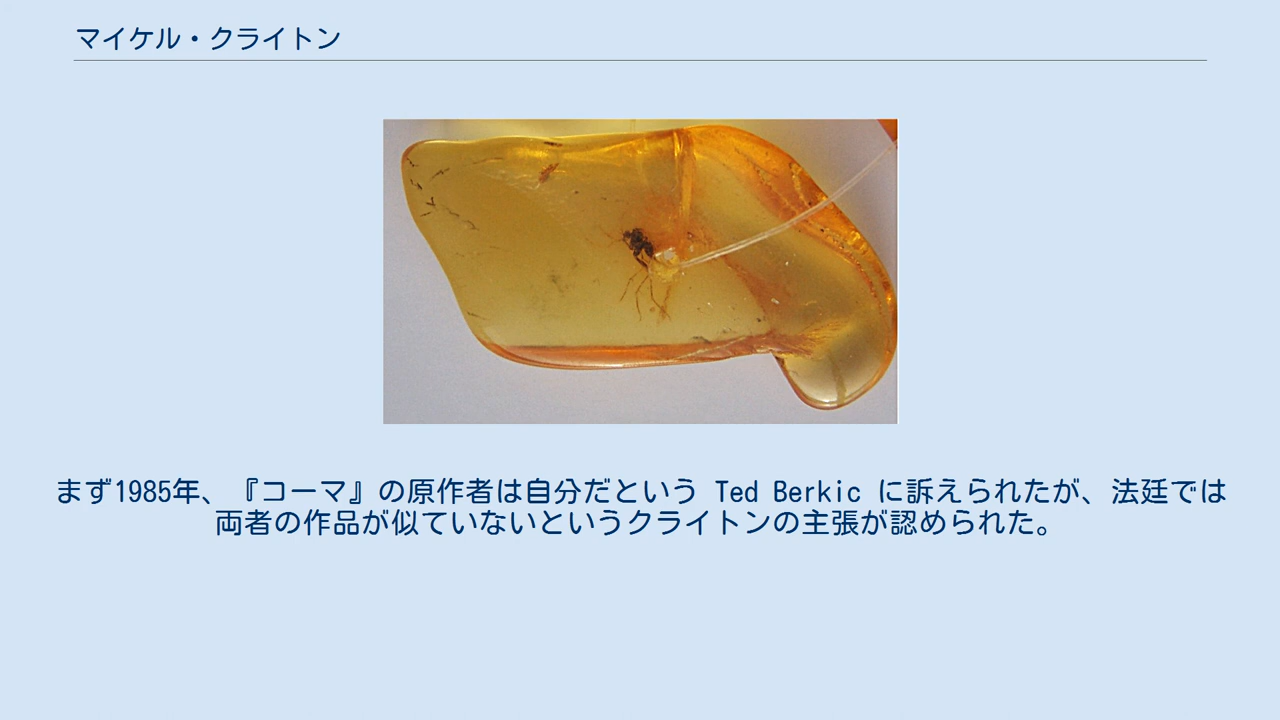 マイケル・クライトン
まず1985年、『コーマ』の原作者は自分だという Ted Berkic に訴えられたが、法廷では
両者の作品が似ていないというクライトンの主張が認められた。